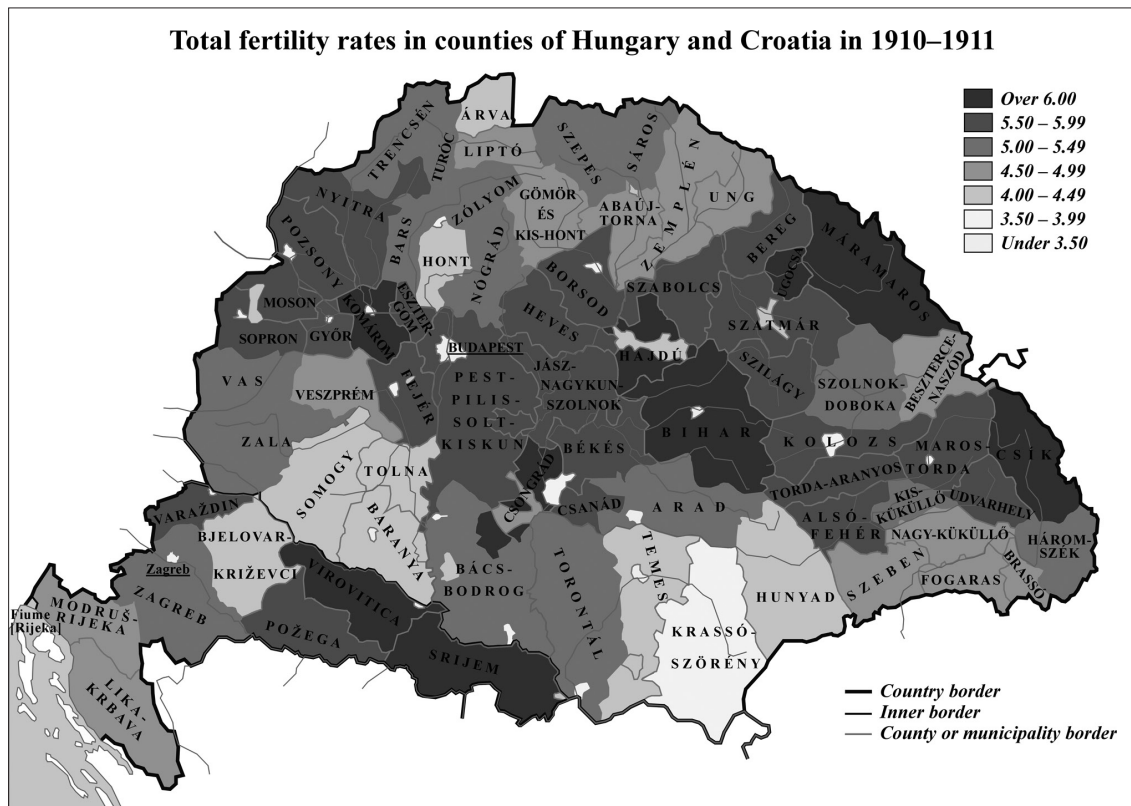 Total fertility rates in counties of Hungary and Croatia in 1910–1911
Over 6.00
5.50 – 5.99
5.00 – 5.49
4.50 – 4.99
4.00 – 4.49
3.50 – 3.99
Under 3.50
ÁRVA
TRENCSÉN
TURÓC
LIPTÓ
SZEPES
SÁROS
ZEMPLÉN
UNG
NYITRA
ZÓLYOM
GÖMÖR
ÉS
KIS-HONT
ABAÚJ-
TORNA
BEREG
MÁRAMAROS
UGOCSA
POZSONY
BARS
HONT
NÓGRÁD
BORSOD
SZABOLCS
MOSON
KOMÁROM
ESZTER-
GOM
HEVES
SZATMÁR
SOPRON
GYŐR
BUDAPEST
HAJDÚ
SZILÁGY
VAS
VESZPRÉM
FEJÉR
PEST-
PILIS-
SOLT-
KISKUN
JÁSZ-
NAGYKUN-
SZOLNOK
SZOLNOK-
DOBOKA
BESZTERCE-
NASZÓD
ZALA
BIHAR
KOLOZS
MAROS-
TORDA
CSÍK
SOMOGY
TOLNA
BÉKÉS
CSONGRÁD
CSANÁD
ARAD
TORDA-ARANYOS
KIS-
KÜKÜLLŐ
UDVARHELY
VARAŽDIN
BARANYA
ALSÓ-
FEHÉR
NAGY-KÜKÜLLŐ
HÁROM-
SZÉK
BJELOVAR-
KRIŽEVCI
VIROVITICA
BÁCS-
BODROG
TORONTÁL
TEMES
HUNYAD
SZEBEN
FOGARAS
BRASSÓ
Zagreb
ZAGREB
POŽEGA
SRIJEM
KRASSÓ-
SZÖRÉNY
Fiume
[Rijeka]
MODRUŠ-
RIJEKA
LIKA-
KRBAVA
Country border
Inner border
County or municipality border